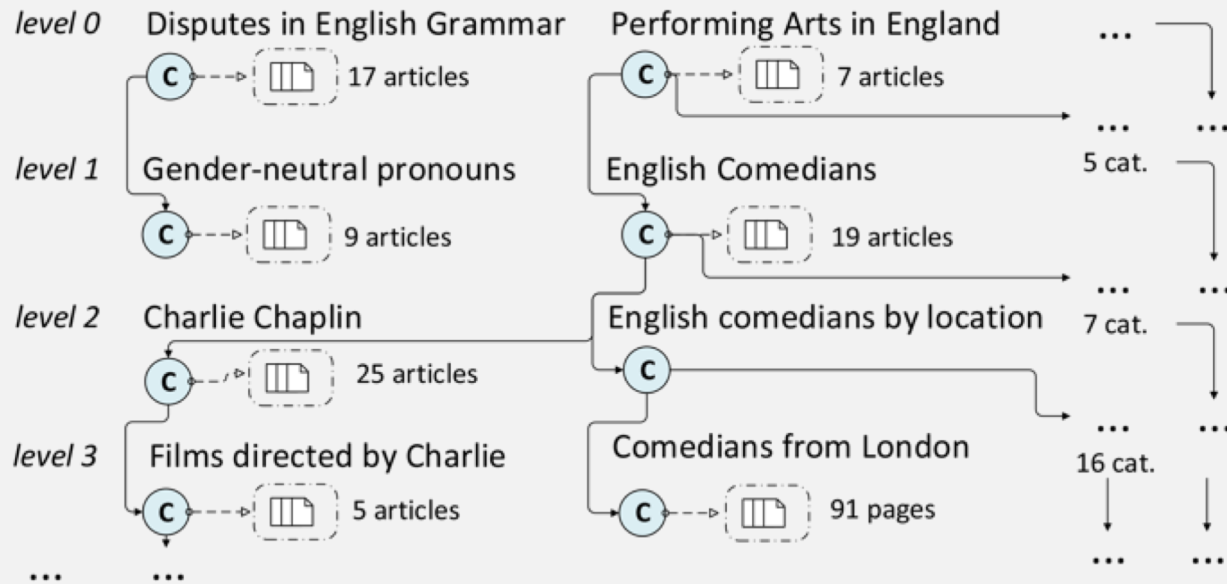 level 0 Disputes in English Grammar Performing Arts in England ...
C 17 articles C 7 articles
... ...
level 1 Gender-neutral pronouns English Comedians 5 cat.
C 9 articles C 19 articles
... ...
level 2 Charlie Chaplin English comedians by location 7 cat.
C 25 articles C
... ...
level 3 Films directed by Charlie Comedians from London 16 cat.
C 5 articles C 91 pages
... ... ... ...